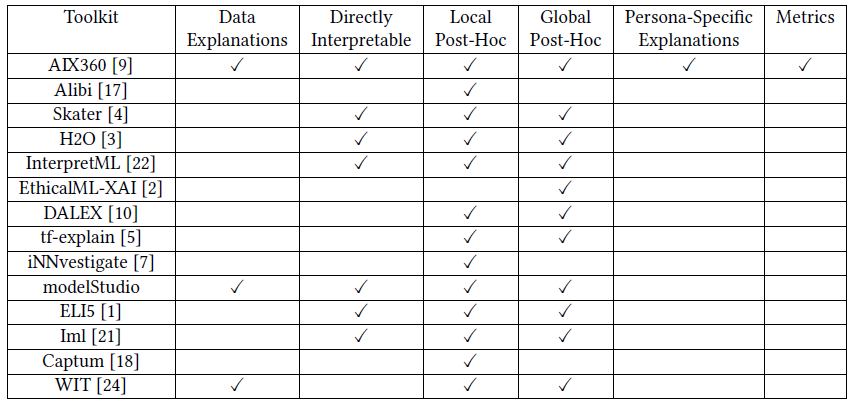 Toolkit Data Directly Local Global Persona-Specific Metrics
Explanations Interpretable Post-Hoc Post-Hoc Explanations
AIX360 [9] ✓ ✓ ✓ ✓ ✓ ✓
Alibi [17] ✓
Skater [4] ✓ ✓ ✓
H2O [3] ✓ ✓ ✓
InterpretML [22] ✓ ✓ ✓
EthicalML-XAI [2] ✓
DALEX [10] ✓ ✓
tf-explain [5] ✓ ✓
iNNvestigate [7] ✓
modelStudio ✓ ✓ ✓ ✓
ELI5 [1] ✓ ✓ ✓
Iml [21] ✓ ✓ ✓
Captum [18] ✓
WIT [24] ✓ ✓ ✓